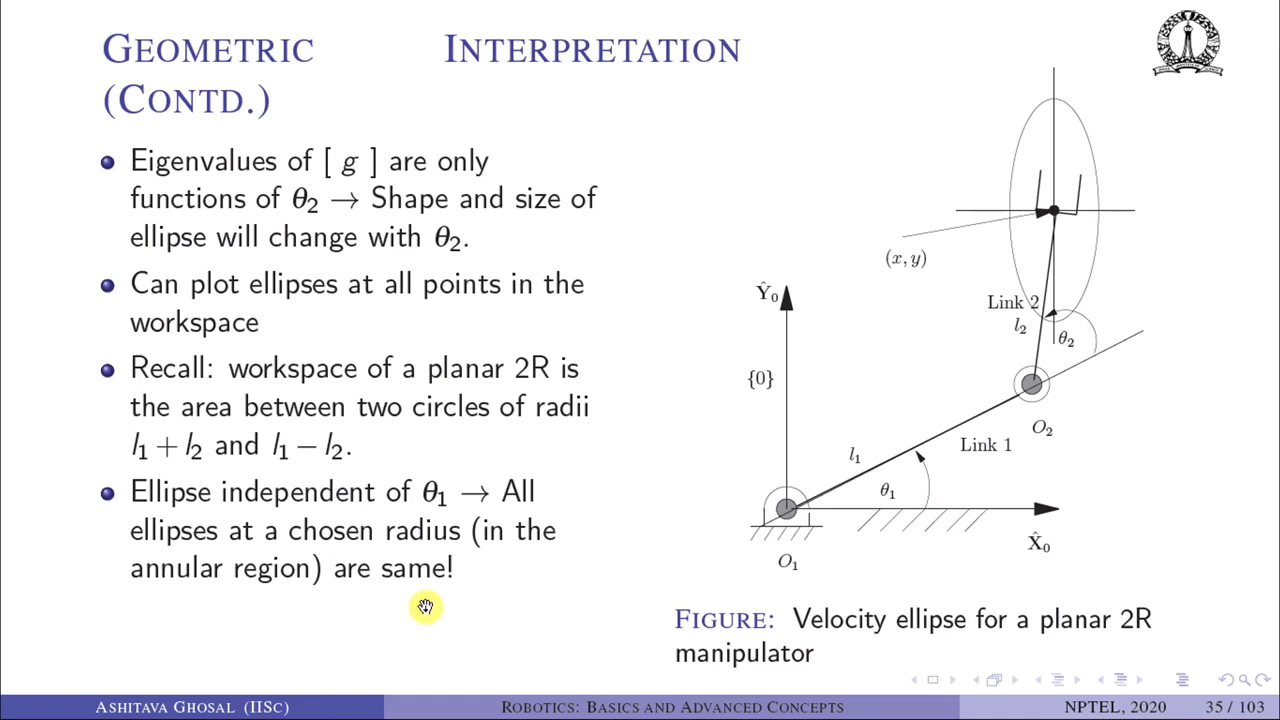 GEOMETRIC INTERPRETATION
(CONTD.)
Eigenvalues of [ g ] are only
functions of θ₂ → Shape and size of
ellipse will change with θ₂.
Can plot ellipses at all points in the
workspace
Recall: workspace of a planar 2R is
the area between two circles of radii
l₁ + l₂ and l₁ − l₂.
Ellipse independent of θ₁ → All
ellipses at a chosen radius (in the
annular region) are same!
(x, y)
Ŷ₀
Link 2
l₂
θ₂
{0}
O₂
Link 1
l₁
θ₁
X̂₀
O₁
FIGURE: Velocity ellipse for a planar 2R
manipulator
ASHITAVA GHOSAL (IISC)
ROBOTICS: BASICS AND ADVANCED CONCEPTS
NPTEL, 2020
35 / 103